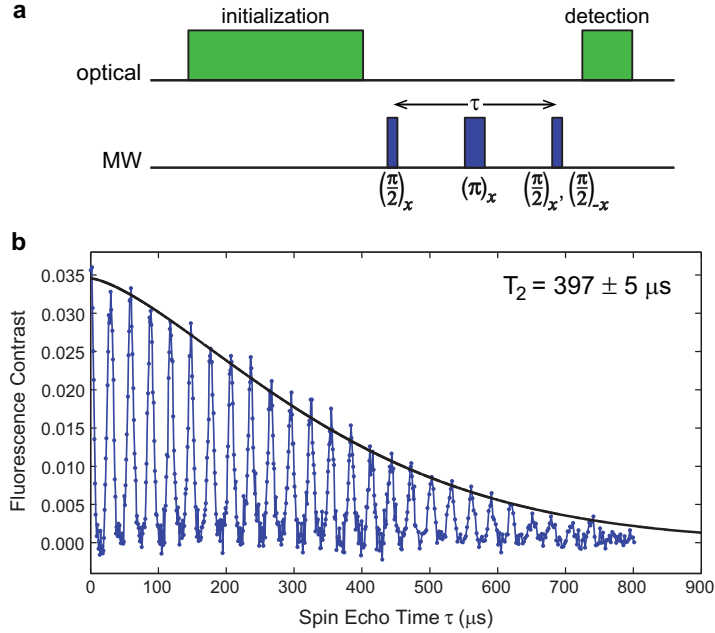 a
initialization
detection
optical
τ
MW
(π/2)x
(π)x
(π/2)x, (π/2)-x
b
T2 = 397 ± 5 μs
Fluorescence Contrast
0.035
0.030
0.025
0.020
0.015
0.010
0.005
0.000
0 100 200 300 400 500 600 700 800 900
Spin Echo Time τ (μs)